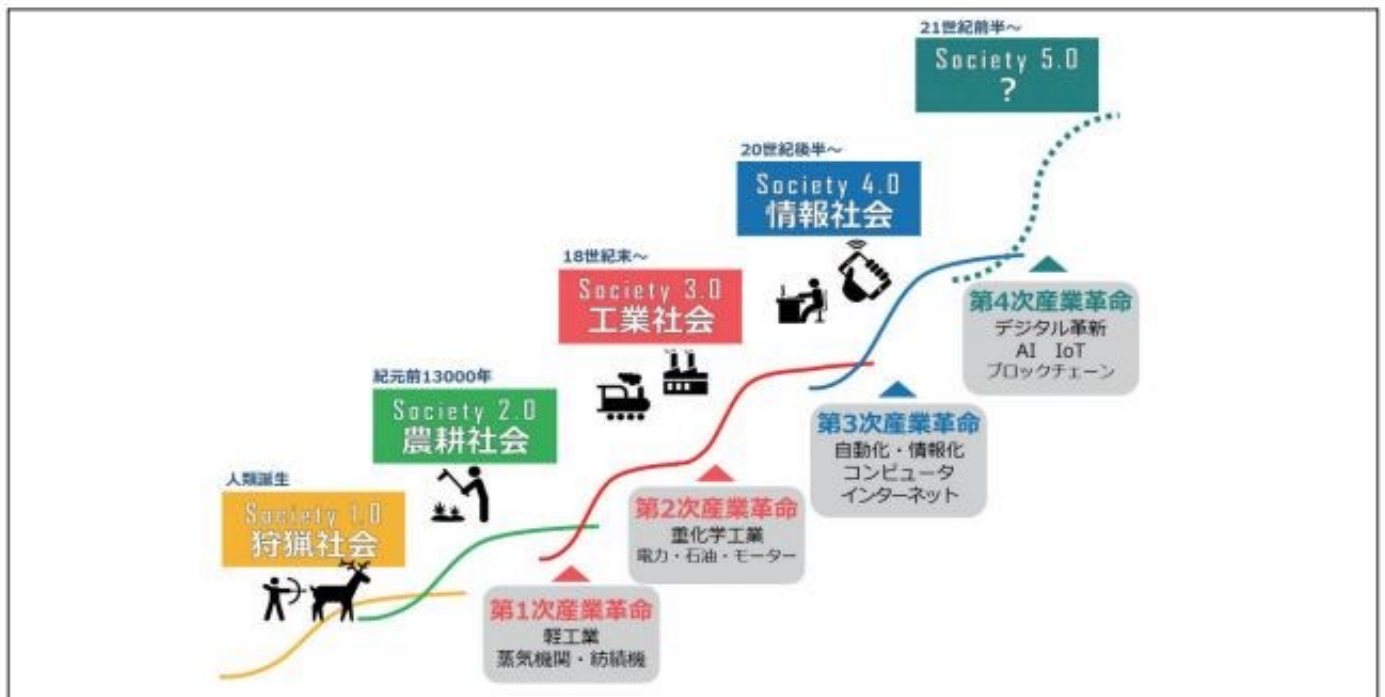 21世紀前半～
Society 5.0
?
20世紀後半～
Society 4.0
情報社会
18世紀末～
Society 3.0
工業社会
紀元前13000年
Society 2.0
農耕社会
人類誕生
Society 1.0
狩猟社会
第1次産業革命
軽工業
蒸気機関・紡績機
第2次産業革命
重化学工業
電力・石油・モーター
第3次産業革命
自動化・情報化
コンピュータ
インターネット
第4次産業革命
デジタル革新
AI IoT
ブロックチェーン